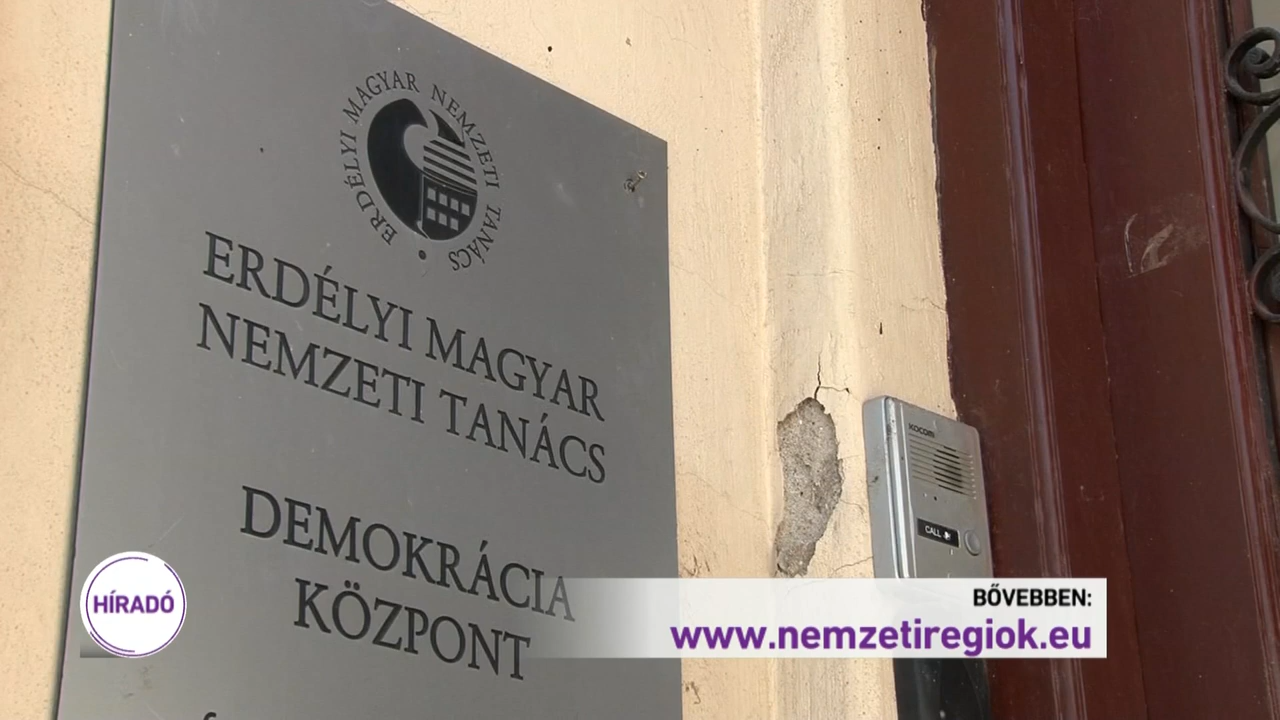 ERDÉLYI MAGYAR NEMZETI TANÁCS
ERDÉLYI MAGYAR
NEMZETI TANÁCS
DEMOKRÁCIA
KÖZPONT
KOCOM
CALL
HÍRADÓ
BŐVEBBEN:
www.nemzetiregiok.eu